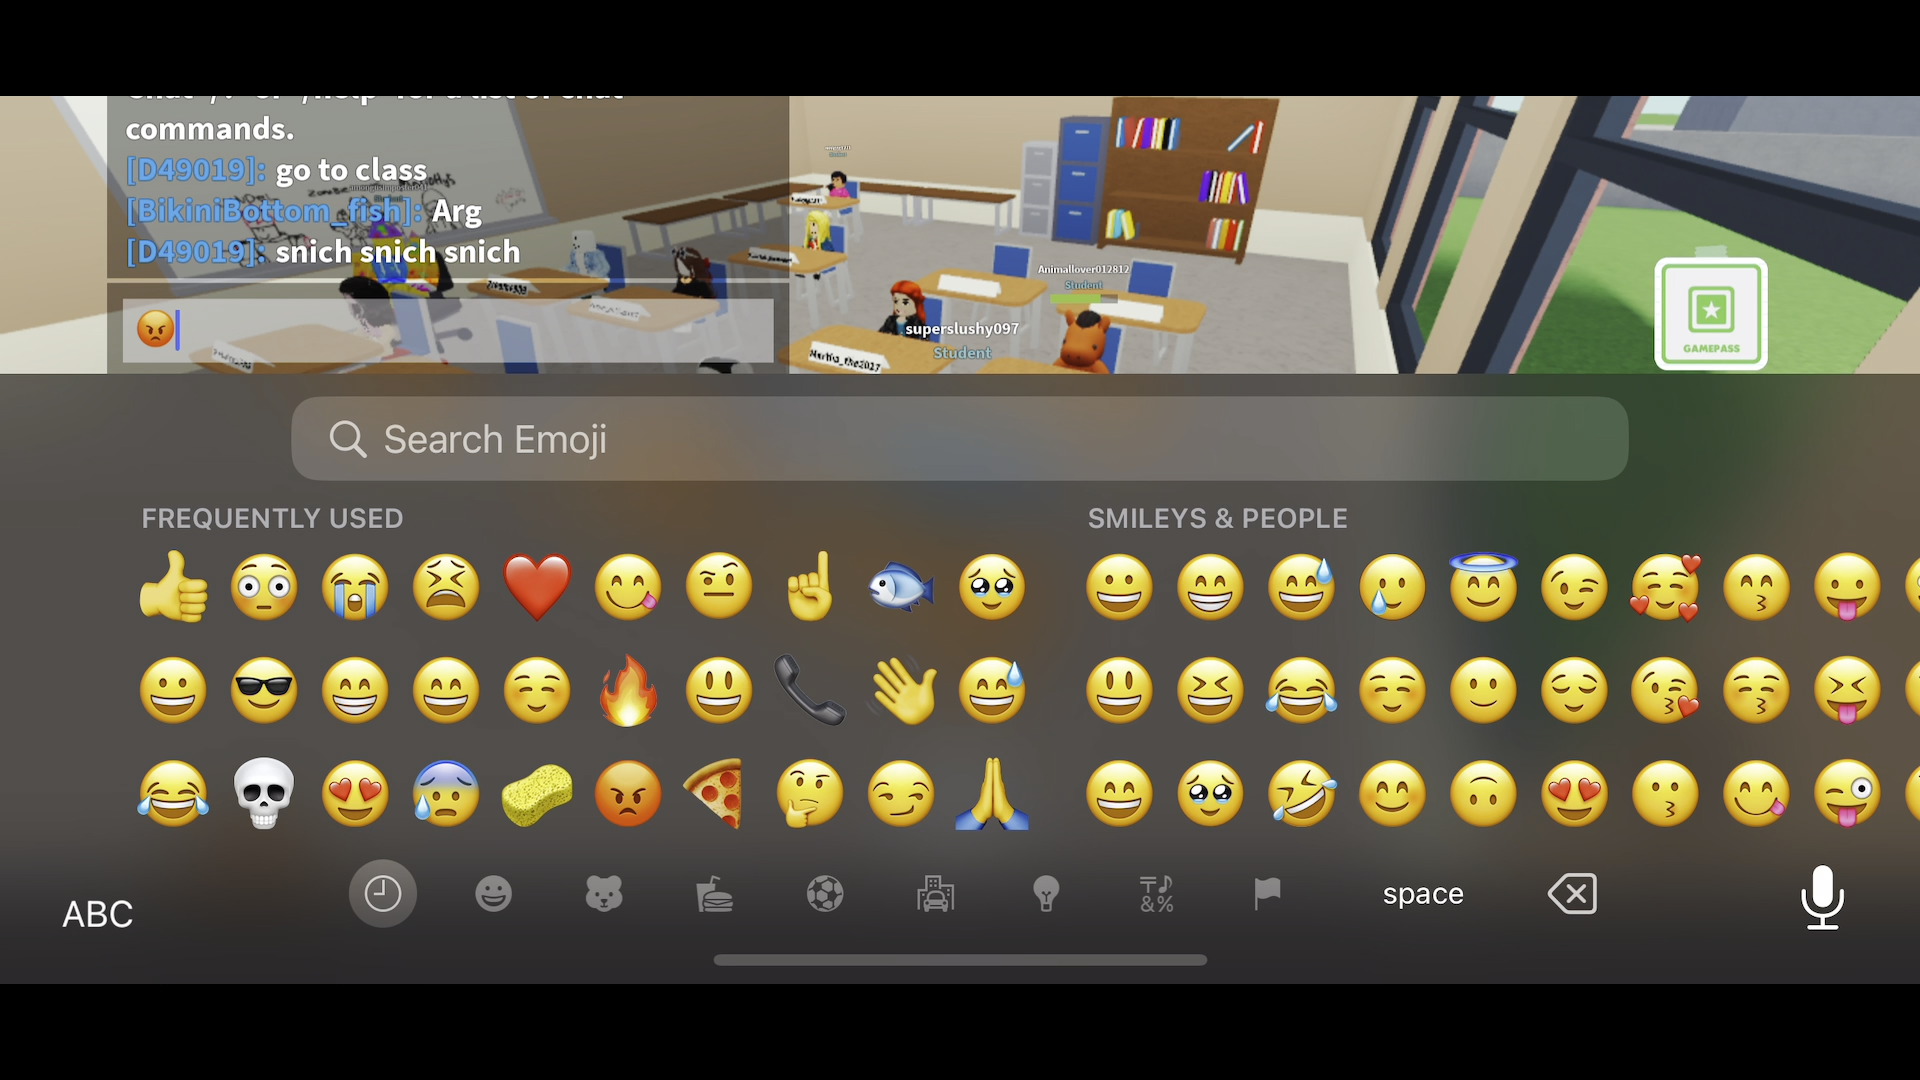 commands.
[D49019]: go to class
[BikiniBottom_fish]: Arg
[D49019]: snich snich snich
Animallover012812
Student
superslushy097
Student
GAMEPASS
Search Emoji
FREQUENTLY USED
SMILEYS & PEOPLE
ABC
space